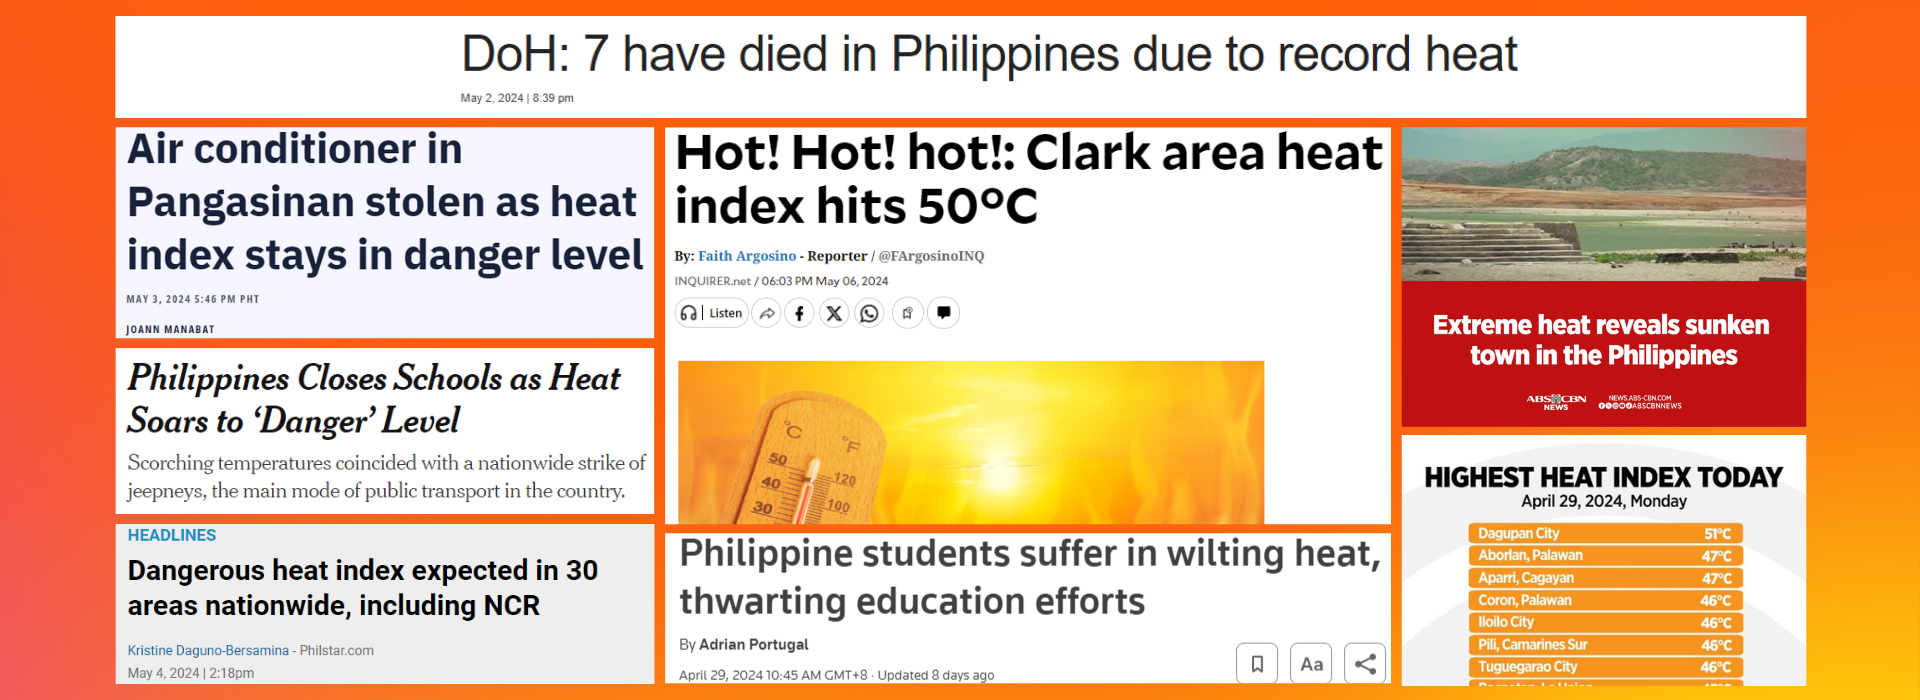 DoH: 7 have died in Philippines due to record heat
May 2, 2024 | 8:39 pm
Air conditioner in
Pangasinan stolen as heat
index stays in danger level
MAY 3, 2024 5:46 PM PHT
JOANN MANABAT
Philippines Closes Schools as Heat
Soars to ‘Danger’ Level
Scorching temperatures coincided with a nationwide strike of
jeepneys, the main mode of public transport in the country.
HEADLINES
Dangerous heat index expected in 30
areas nationwide, including NCR
Kristine Daguno-Bersamina - Philstar.com
May 4, 2024 | 2:18pm
Hot! Hot! hot!: Clark area heat
index hits 50ºC
By: Faith Argosino - Reporter / @FArgosinoINQ
INQUIRER.net / 06:03 PM May 06, 2024
Listen
°C °F
50
40 120
30 100
Philippine students suffer in wilting heat,
thwarting education efforts
By Adrian Portugal
April 29, 2024 10:45 AM GMT+8 · Updated 8 days ago
Aa
Extreme heat reveals sunken
town in the Philippines
ABS-CBN
NEWS
NEWS.ABS-CBN.COM
ABSCBNNEWS
HIGHEST HEAT INDEX TODAY
April 29, 2024, Monday
Dagupan City 51°C
Aborlan, Palawan 47°C
Aparri, Cagayan 47°C
Coron, Palawan 46°C
Iloilo City 46°C
Pili, Camarines Sur 46°C
Tuguegarao City 46°C